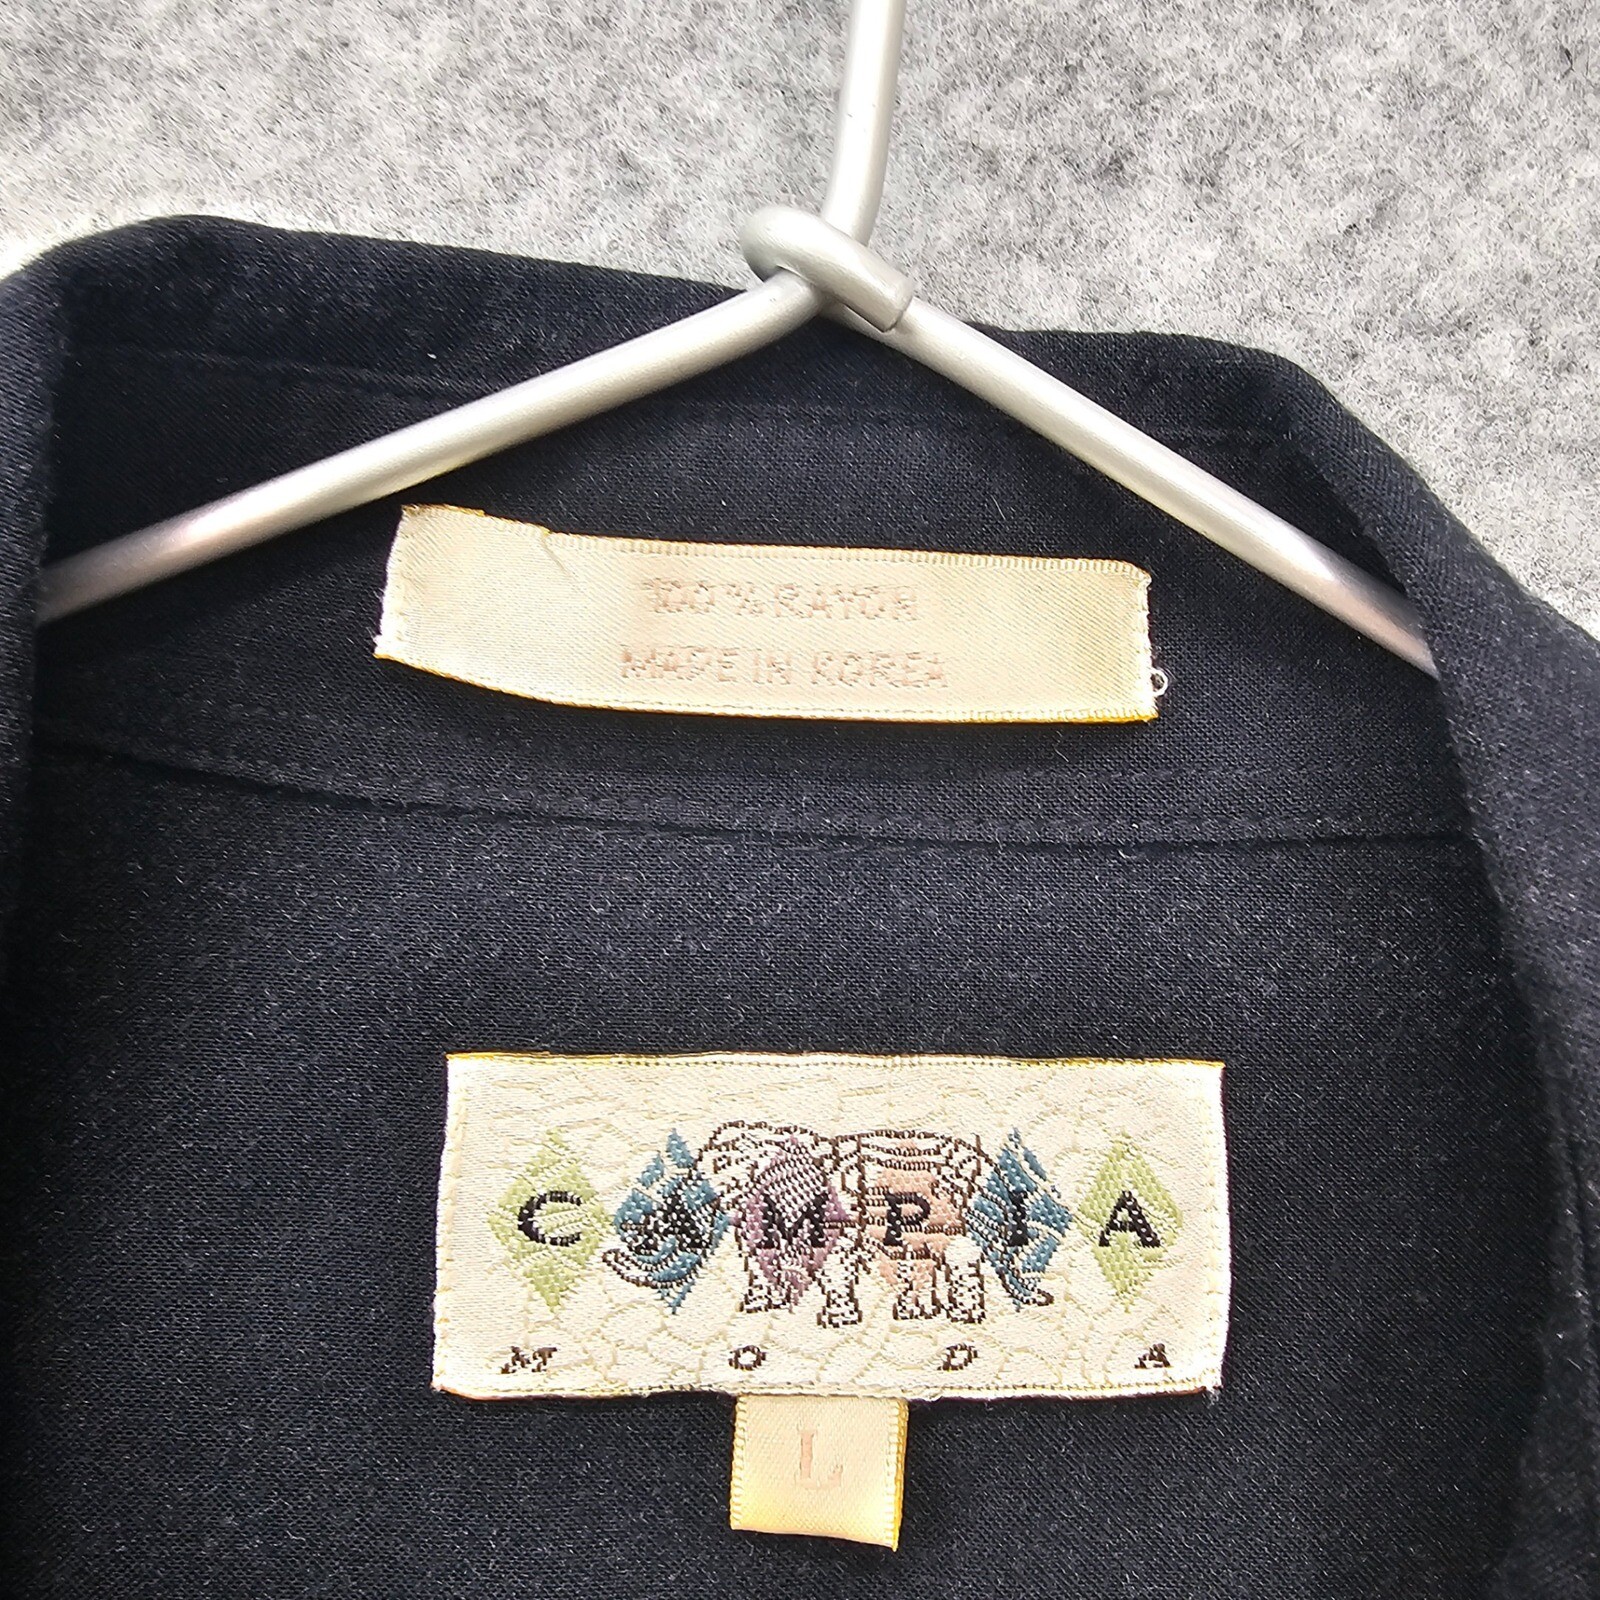 100% RAYON
MADE IN KOREA
CAMPIA
MODA
L